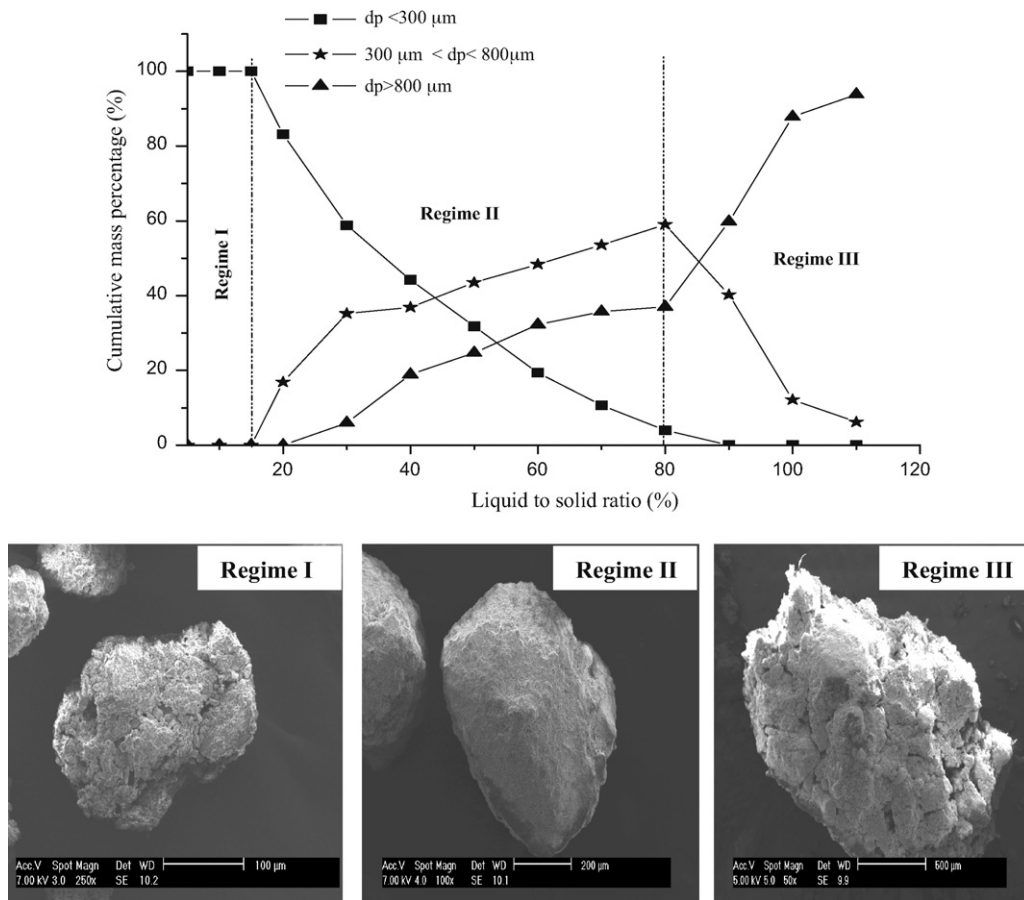 dp <300 µm
300 µm < dp< 800µm
dp>800 µm
Cumulative mass percentage (%)
100
80
60
40
20
0
Regime I
Regime II
Regime III
20
40
60
80
100
120
Liquid to solid ratio (%)
Regime I
Acc.V Spot Magn Det WD 100 µm
7.00 kV 3.0 250x SE 10.2
Regime II
Acc.V Spot Magn Det WD 200 µm
7.00 kV 4.0 100x SE 10.1
Regime III
Acc.V Spot Magn Det WD 500 µm
5.00 kV 5.0 50x SE 9.9